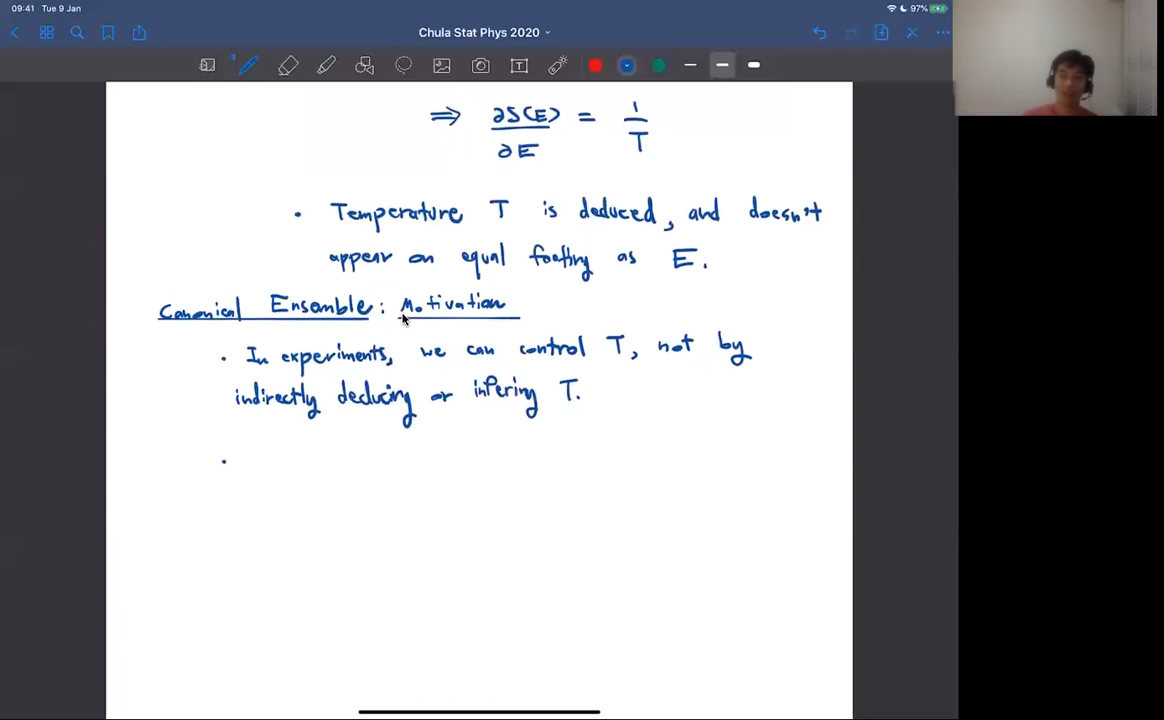 09:41 Tue 9 Jan
97%
Chula Stat Phys 2020
⇒ ∂S(E) / ∂E = 1 / T
· Temperature T is deduced, and doesn't
appear on equal footing as E.
Canonical Ensemble: Motivation
· In experiments, we can control T, not by
indirectly deducing or infering T.
·